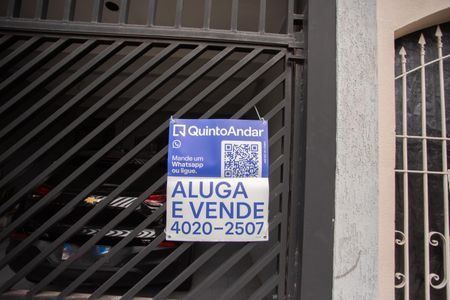 QuintoAndar
Mande um
Whatsapp
ou ligue.
ALUGA
E VENDE
4020-2507